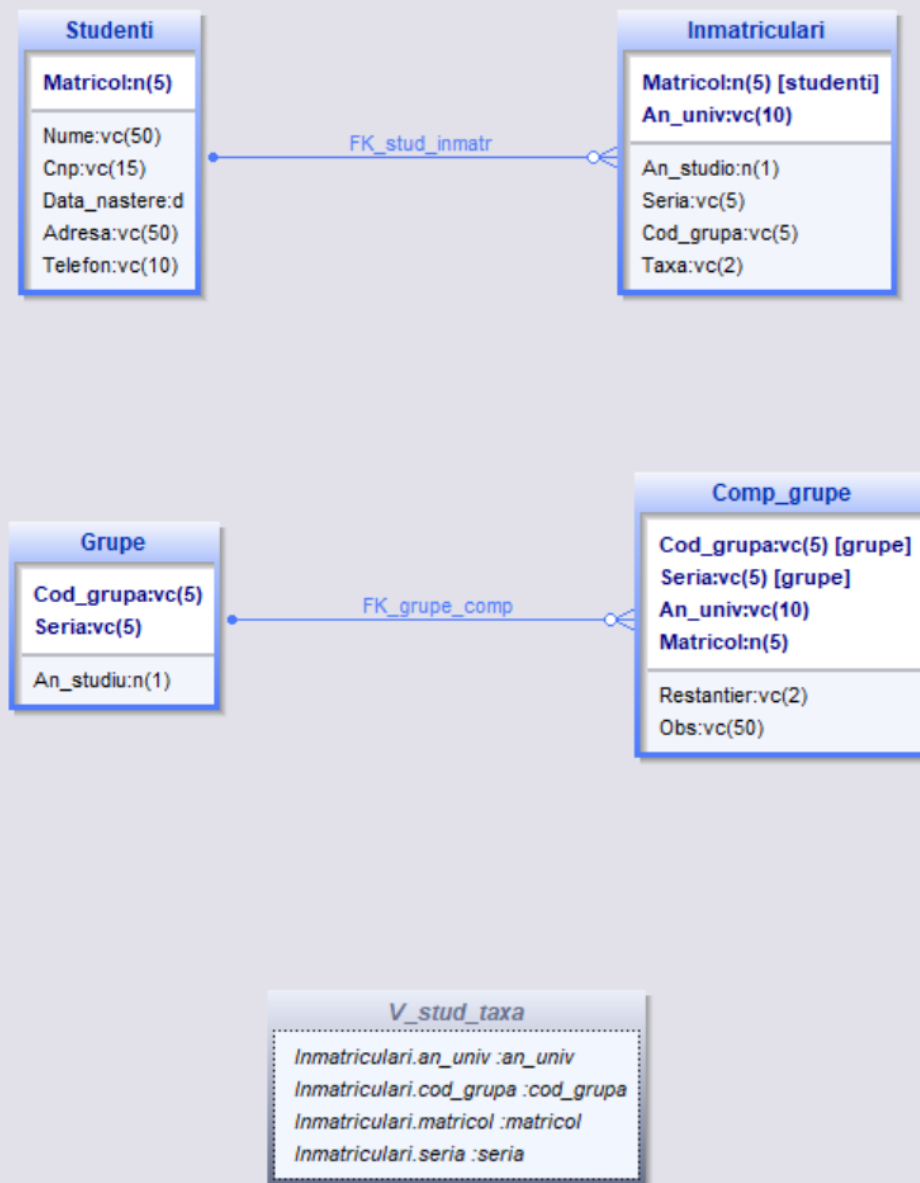 Studenti
Matricol:n(5)
Nume:vc(50)
Cnp:vc(15)
Data_nastere:d
Adresa:vc(50)
Telefon:vc(10)
FK_stud_inmatr
Inmatriculari
Matricol:n(5) [studenti]
An_univ:vc(10)
An_studio:n(1)
Seria:vc(5)
Cod_grupa:vc(5)
Taxa:vc(2)
Grupe
Cod_grupa:vc(5)
Seria:vc(5)
An_studiu:n(1)
FK_grupe_comp
Comp_grupe
Cod_grupa:vc(5) [grupe]
Seria:vc(5) [grupe]
An_univ:vc(10)
Matricol:n(5)
Restantier:vc(2)
Obs:vc(50)
V_stud_taxa
Inmatriculari.an_univ :an_univ
Inmatriculari.cod_grupa :cod_grupa
Inmatriculari.matricol :matricol
Inmatriculari.seria :seria